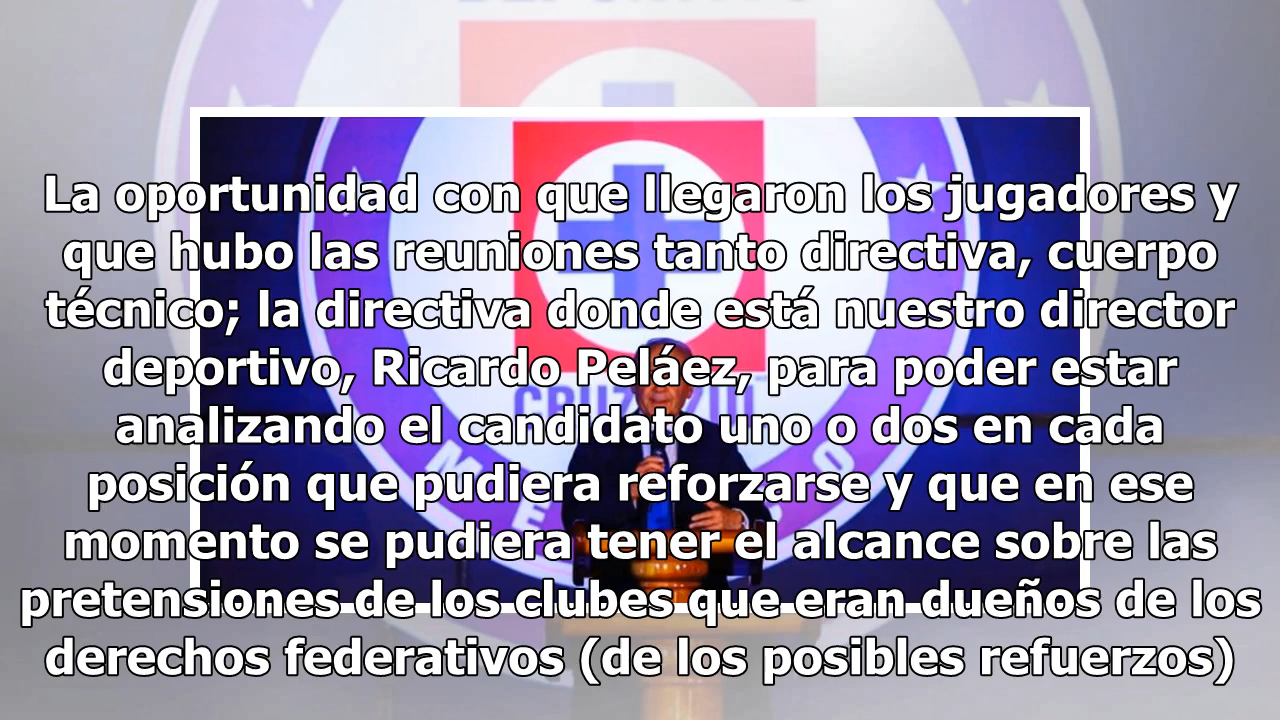 DEPORTIVO
La oportunidad con que llegaron los jugadores y
que hubo las reuniones tanto directiva, cuerpo
técnico; la directiva donde está nuestro director
deportivo, Ricardo Peláez, para poder estar
CRUZ AZUL
analizando el candidato uno o dos en cada
posición que pudiera reforzarse y que en ese
momento se pudiera tener el alcance sobre las
pretensiones de los clubes que eran dueños de los
derechos federativos (de los posibles refuerzos)